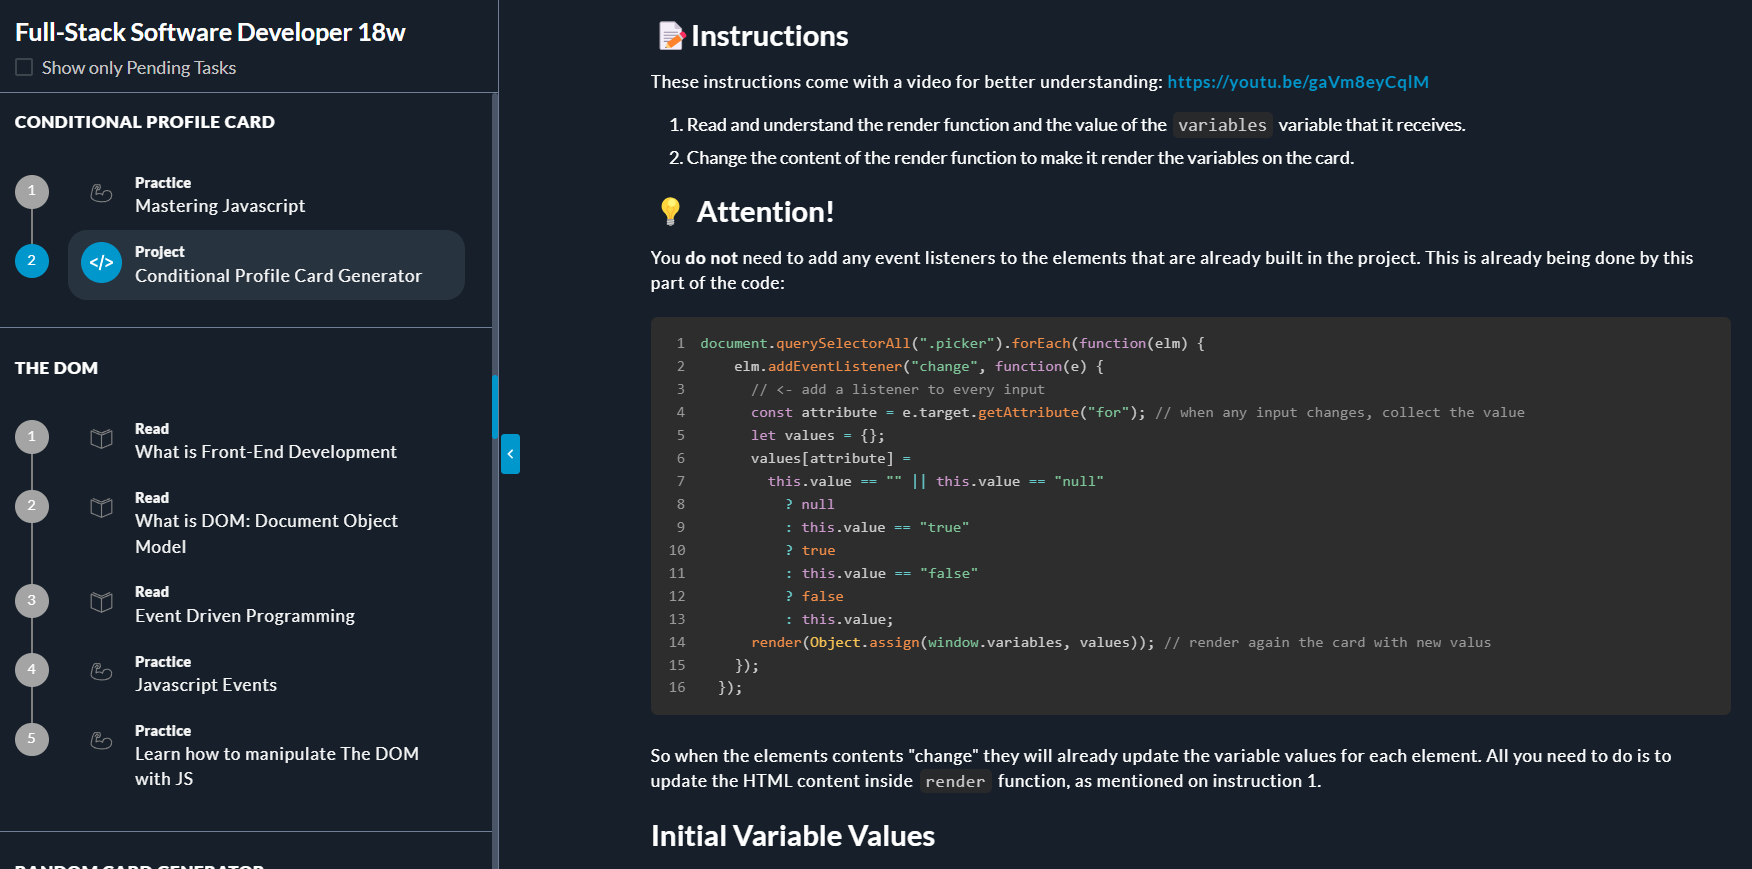 Full-Stack Software Developer 18w
Show only Pending Tasks
CONDITIONAL PROFILE CARD
1
Practice
Mastering Javascript
2
</>
Project
Conditional Profile Card Generator
THE DOM
1
Read
What is Front-End Development
2
Read
What is DOM: Document Object
Model
3
Read
Event Driven Programming
4
Practice
Javascript Events
5
Practice
Learn how to manipulate The DOM
with JS
RANDOM CARD GENERATOR
📝 Instructions
These instructions come with a video for better understanding: https://youtu.be/gaVm8eyCqlM
1. Read and understand the render function and the value of the variables variable that it receives.
2. Change the content of the render function to make it render the variables on the card.
💡 Attention!
You do not need to add any event listeners to the elements that are already built in the project. This is already being done by this
part of the code:
1 document.querySelectorAll(".picker").forEach(function(elm) {
2 elm.addEventListener("change", function(e) {
3 // <- add a listener to every input
4 const attribute = e.target.getAttribute("for"); // when any input changes, collect the value
5 let values = {};
6 values[attribute] =
7 this.value == "" || this.value == "null"
8 ? null
9 : this.value == "true"
10 ? true
11 : this.value == "false"
12 ? false
13 : this.value;
14 render(Object.assign(window.variables, values)); // render again the card with new valus
15 });
16 });
So when the elements contents "change" they will already update the variable values for each element. All you need to do is to
update the HTML content inside render function, as mentioned on instruction 1.
Initial Variable Values